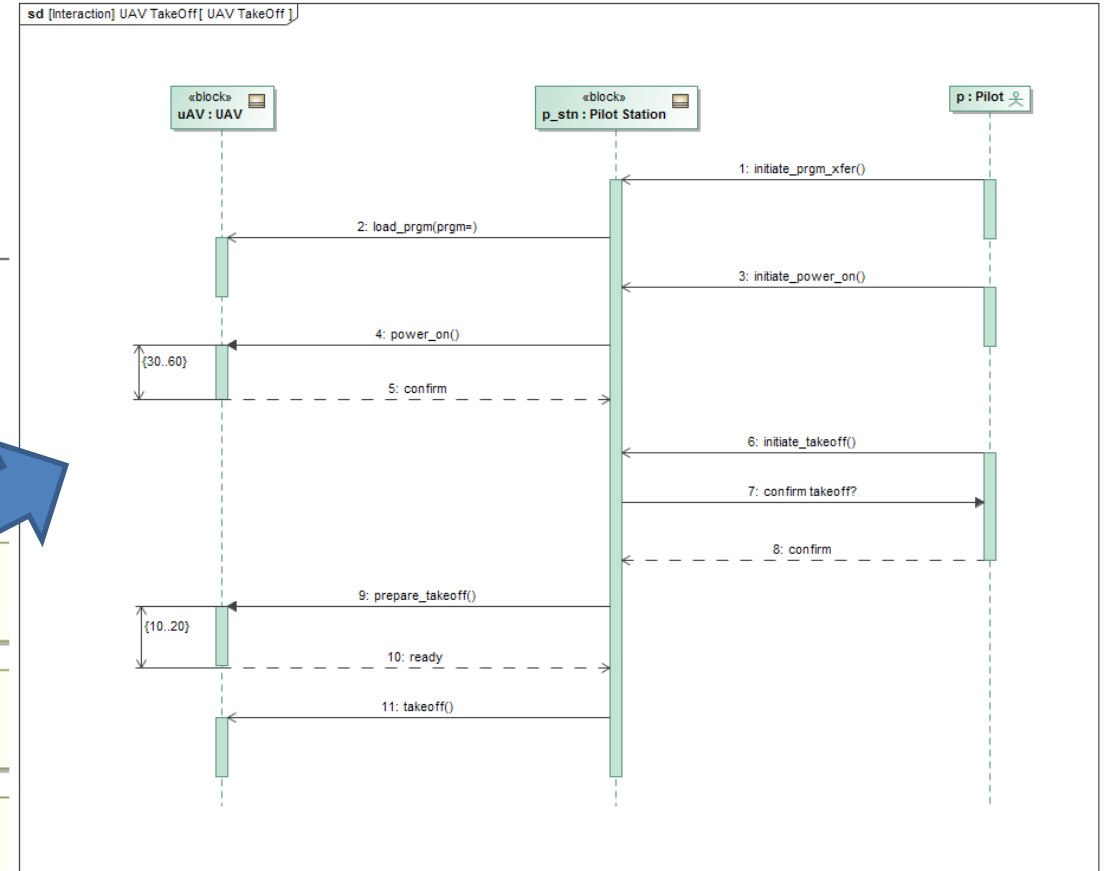 sd [Interaction] UAV TakeOff[ UAV TakeOff ]
«block»
uAV : UAV
«block»
p_stn : Pilot Station
p : Pilot
1: initiate_prgm_xfer()
2: load_prgm(prgm=)
3: initiate_power_on()
4: power_on()
{30..60}
5: confirm
6: initiate_takeoff()
7: confirm takeoff?
8: confirm
9: prepare_takeoff()
{10..20}
10: ready
11: takeoff()